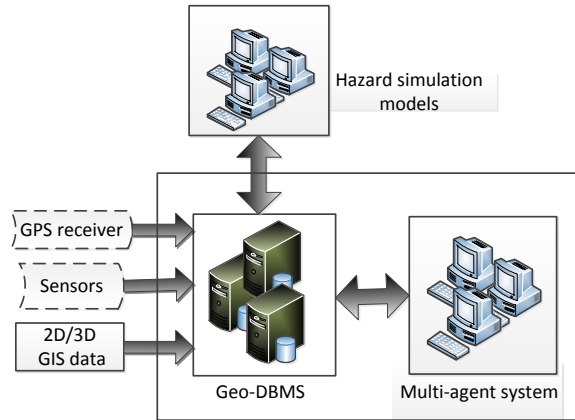 Hazard simulation
models
GPS receiver
Sensors
2D/3D
GIS data
Geo-DBMS
Multi-agent system